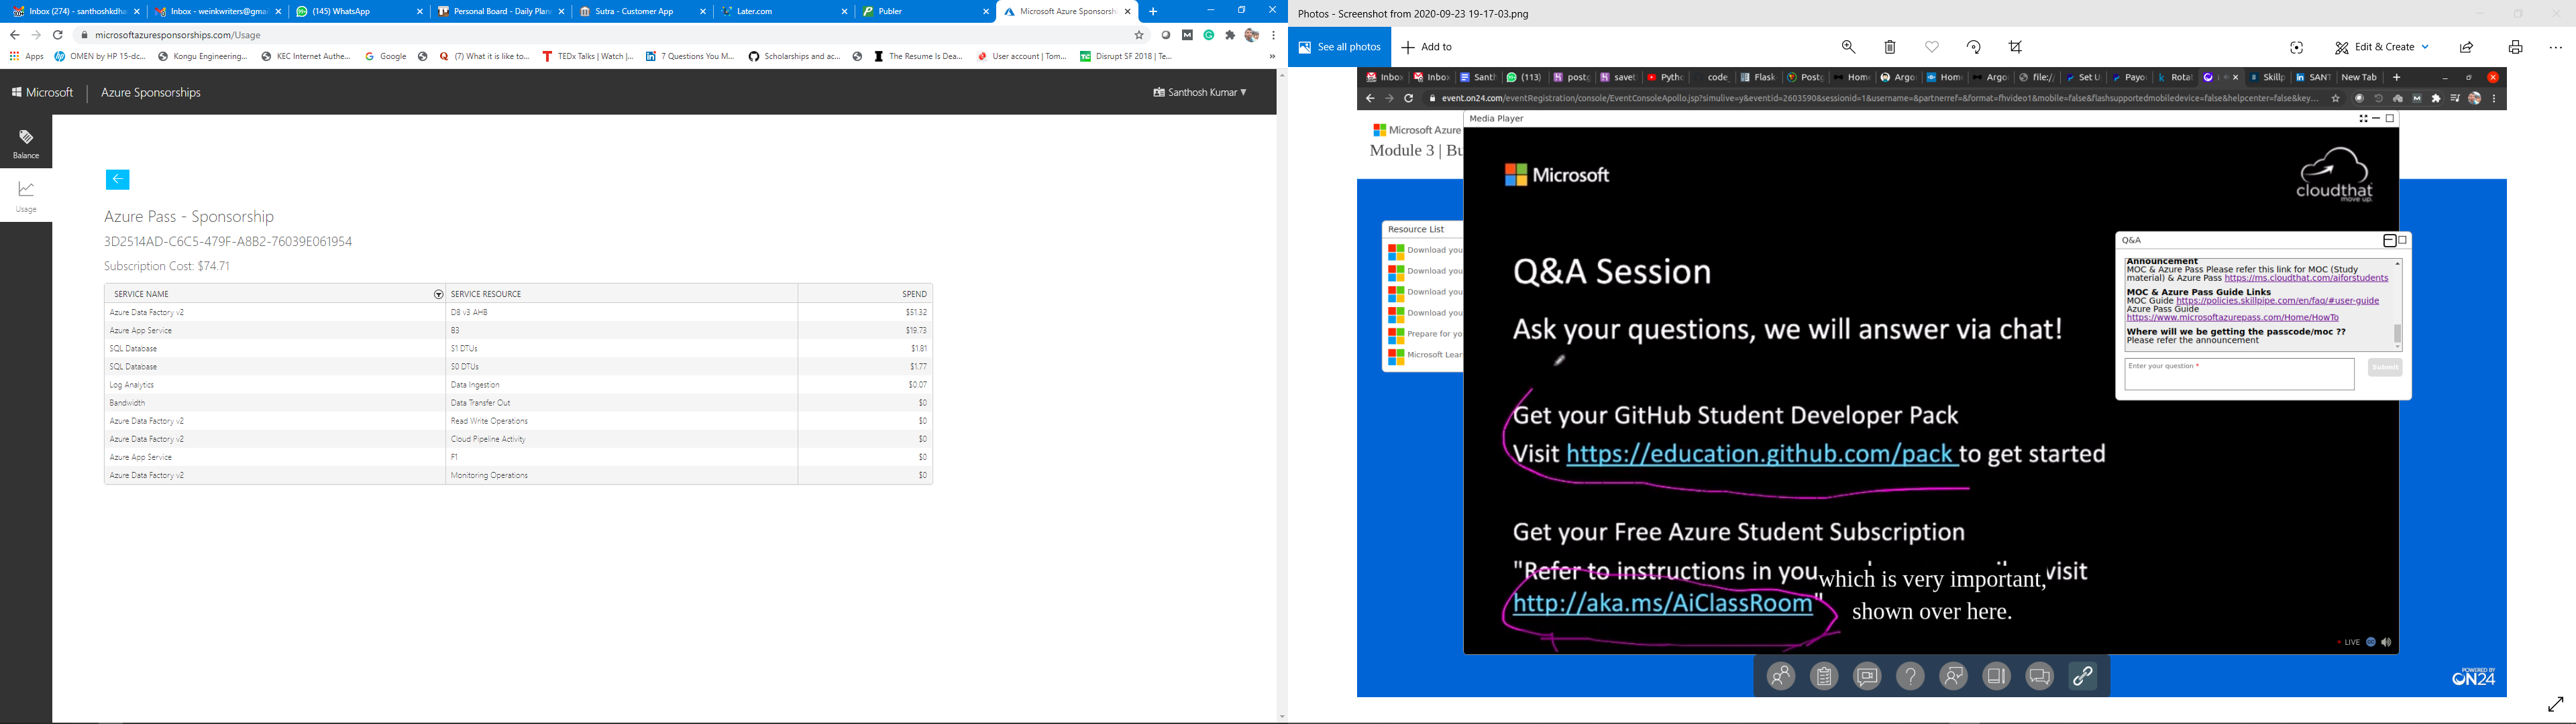 Inbox (274) - santhoshkdha
Inbox - weinkwriters@gmai
(145) WhatsApp
Personal Board - Daily Plann
Sutra - Customer App
Later.com
Publer
Microsoft Azure Sponsorsh
microsoftazuresponsorships.com/Usage
Apps
OMEN by HP 15-dc...
Kongu Engineering...
KEC Internet Authe...
Google
(7) What it is like to...
TEDx Talks | Watch |...
7 Questions You M...
Scholarships and ac...
The Resume Is Dea...
User account | Tom...
Disrupt SF 2018 | Te...
Microsoft
Azure Sponsorships
Santhosh Kumar
Balance
Usage
Azure Pass - Sponsorship
3D2514AD-C6C5-479F-A8B2-76039E061954
Subscription Cost: $74.71
SERVICE NAME SERVICE RESOURCE SPEND
Azure Data Factory v2 D8 v3 AHB $51.32
Azure App Service B3 $19.73
SQL Database S1 DTUs $1.81
SQL Database S0 DTUs $1.77
Log Analytics Data Ingestion $0.07
Bandwidth Data Transfer Out $0
Azure Data Factory v2 Read Write Operations $0
Azure Data Factory v2 Cloud Pipeline Activity $0
Azure App Service F1 $0
Azure Data Factory v2 Monitoring Operations $0
Photos - Screenshot from 2020-09-23 19-17-03.png
See all photos
Add to
Edit & Create
Inbo
Inbox
Santh
(113)
postg
savet
Pytho
code_
Flask
Postg
Home
Argo
Hom
Argo
file:/
Set U
Payo
Rotat
Skillp
SANT
New Tab
event.on24.com/eventRegistration/console/EventConsoleApollo.jsp?simulive=y&eventid=2603590&sessionid=1&username=&partnerref=&format=fhvideo1&mobile=false&flashsupportedmobiledevice=false&helpcenter=false&key...
Microsoft Azure
Module 3 | Bu
Media Player
Microsoft
cloudthat
move up.
Resource List
Download you
Download you
Download you
Download you
Prepare for yo
Microsoft Lear
Q&A Session
Ask your questions, we will answer via chat!
Get your GitHub Student Developer Pack
Visit https://education.github.com/pack to get started
Get your Free Azure Student Subscription
"Refer to instructions in you visit
http://aka.ms/AiClassRoom"
which is very important,
shown over here.
Q&A
Announcement
MOC & Azure Pass Please refer this link for MOC (Study
material) & Azure Pass https://ms.cloudthat.com/aiforstudents
MOC & Azure Pass Guide Links
MOC Guide https://policies.skillpipe.com/en/faq/#user-guide
Azure Pass Guide
https://www.microsoftazurepass.com/Home/HowTo
Where will we be getting the passcode/moc ??
Please refer the announcement
Enter your question *
Submit
LIVE
POWERED BY
ON24